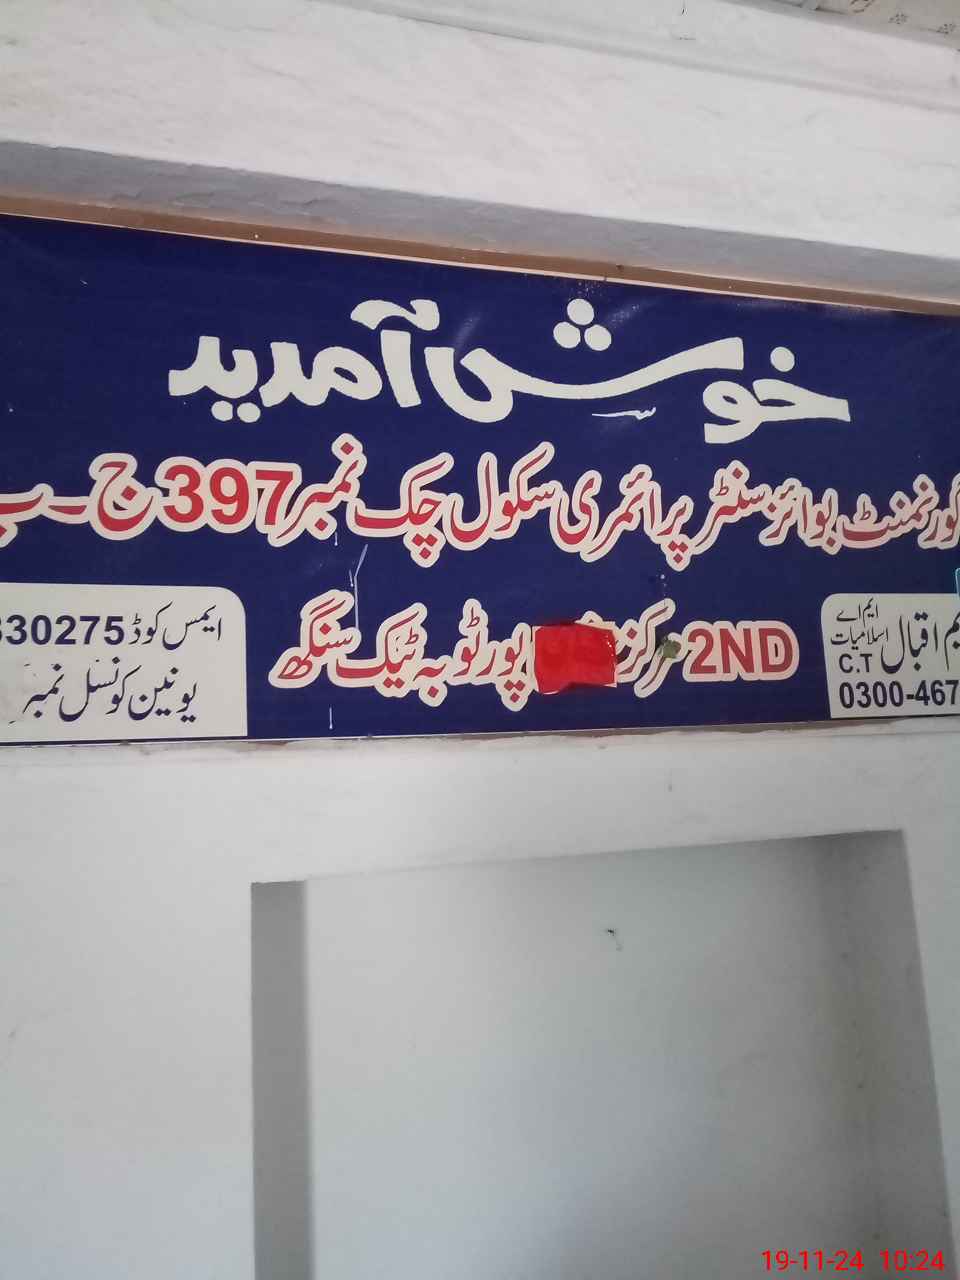 خوش آمدید
گورنمنٹ بوائز سنٹر پرائمری سکول چک نمبر 397 ج۔ب
2ND مرکز پور ٹوبہ ٹیک سنگھ
اقبال
ایم اے
اسلامیات
C.T
0300-467
ایمس کوڈ 330275
یونین کونسل نمبر
19-11-24 10:24